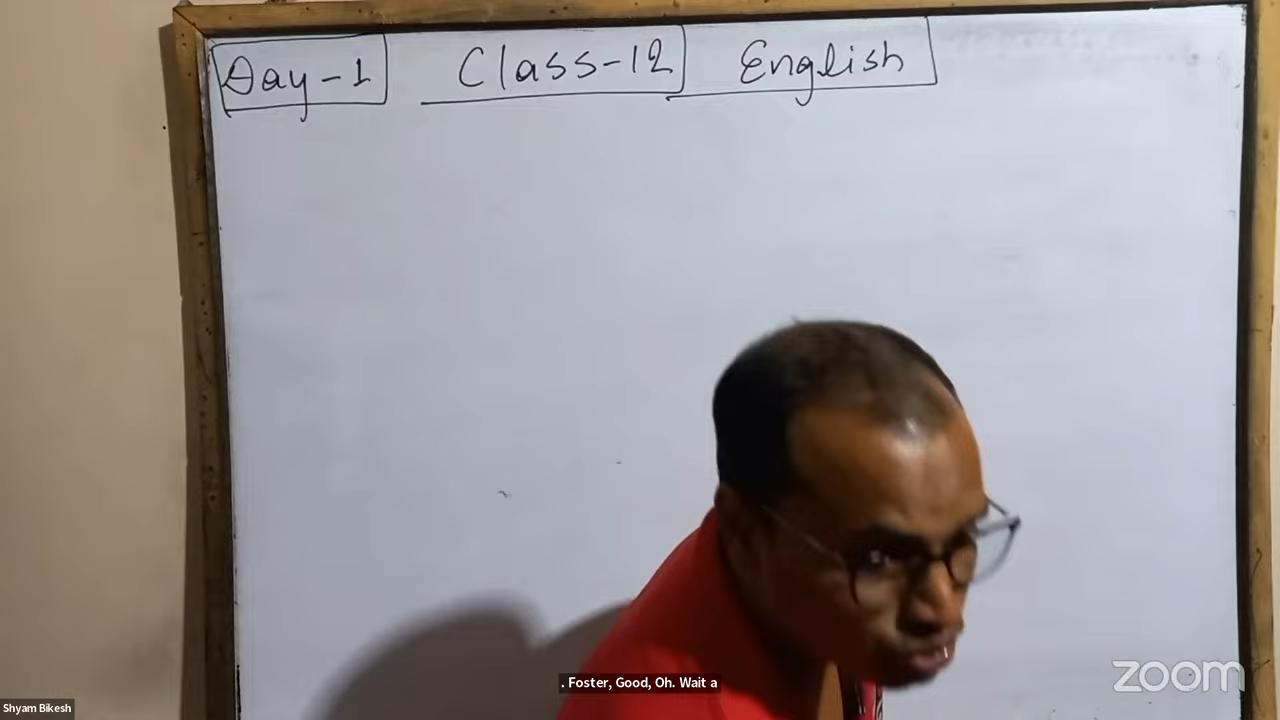 Day-1 Class-12 English
. Foster, Good, Oh. Wait a
zoom
Shyam Bikesh